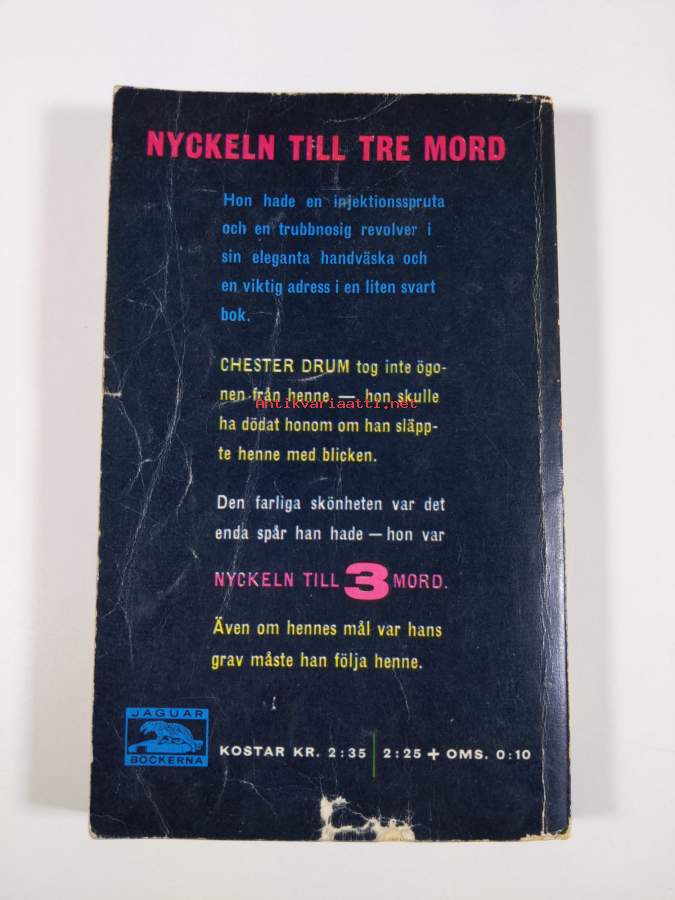 NYCKELN TILL TRE MORD
Hon hade en injektionsspruta
och en trubbnosig revolver i
sin eleganta handväska och
en viktig adress i en liten svart
bok.
CHESTER DRUM tog inte ögo-
nen från henne — hon skulle
Antikvariaatti.net
ha dödat honom om han släpp-
te henne med blicken.
Den farliga skönheten var det
enda spår han hade — hon var
NYCKELN TILL 3 MORD.
Även om hennes mål var hans
grav måste han följa henne.
JAGUAR
BÖCKERNA
KOSTAR KR. 2:35 | 2:25 + OMS. 0:10